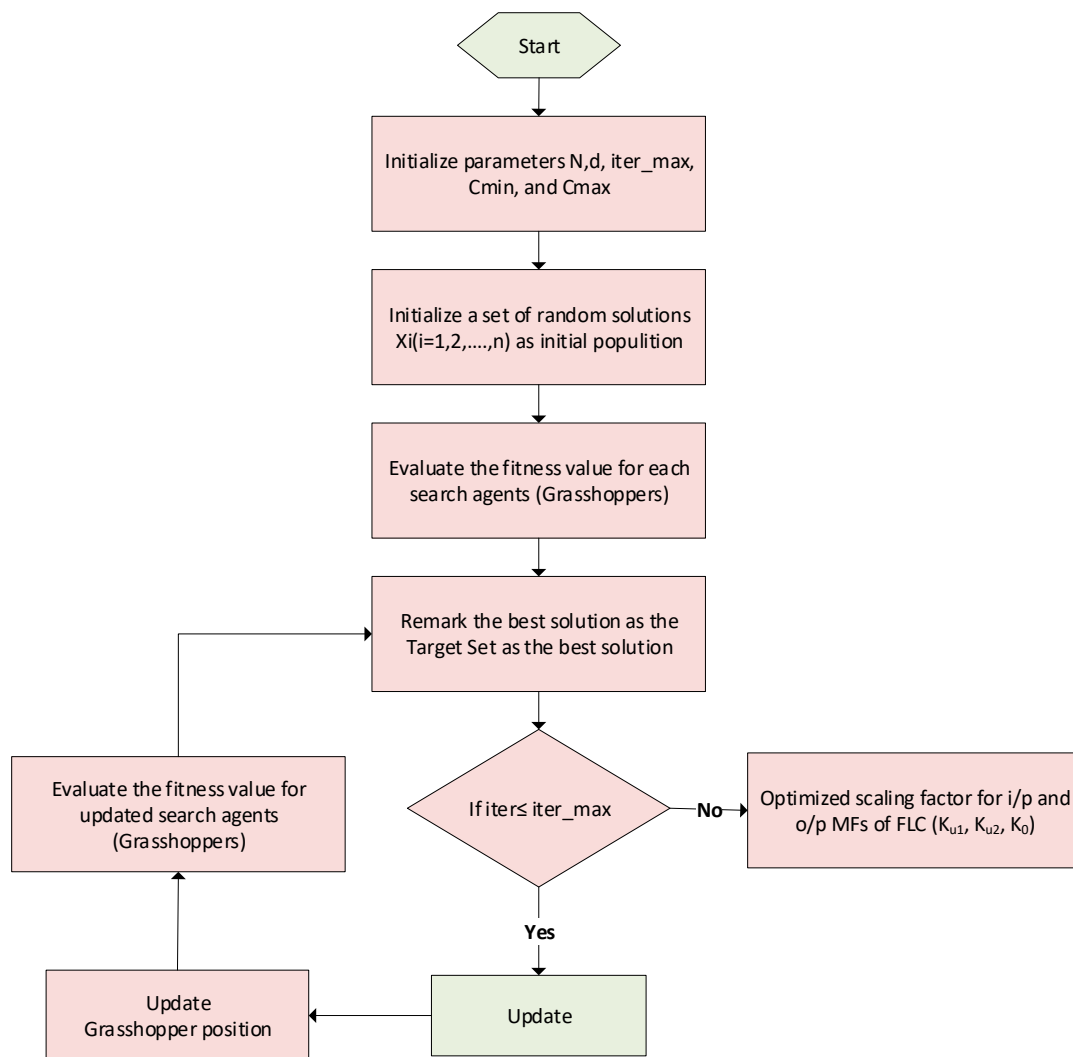 Start
Initialize parameters N,d, iter_max,
Cmin, and Cmax
Initialize a set of random solutions
Xi(i=1,2,....,n) as initial populition
Evaluate the fitness value for each
search agents (Grasshoppers)
Remark the best solution as the
Target Set as the best solution
If iter≤ iter_max
No
Optimized scaling factor for i/p and
o/p MFs of FLC (Ku1, Ku2, K0)
Yes
Update
Update
Grasshopper position
Evaluate the fitness value for
updated search agents
(Grasshoppers)